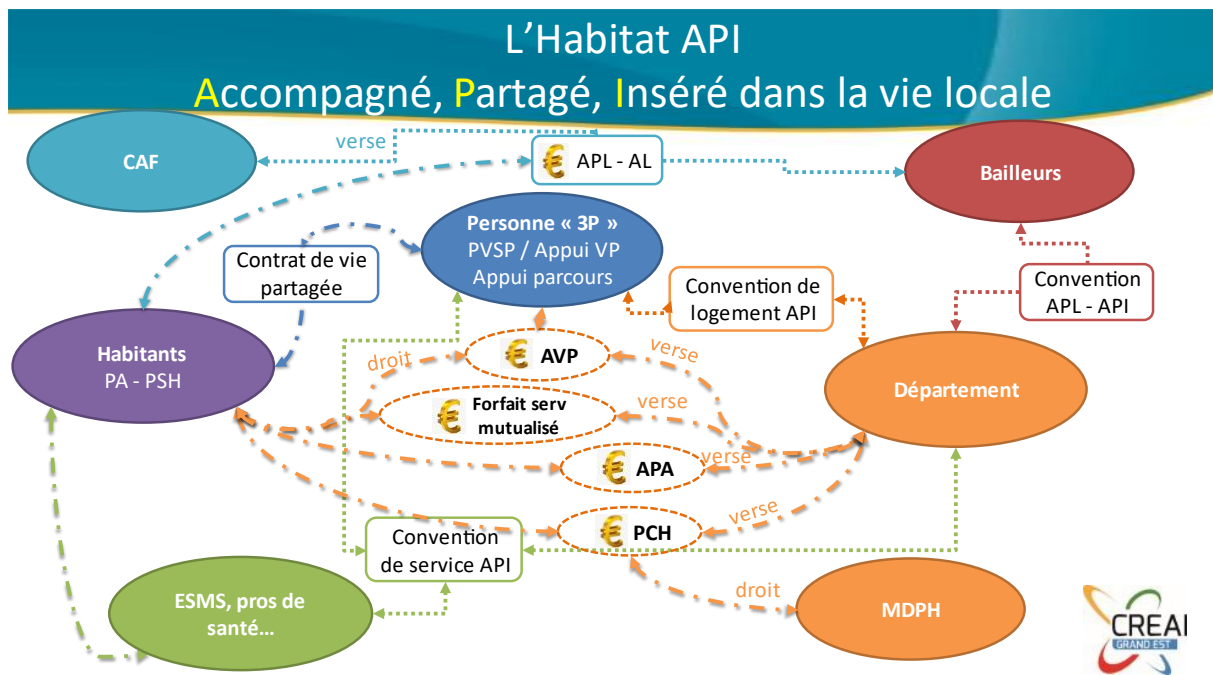 L'Habitat API
Accompagné, Partagé, Inséré dans la vie locale
CAF
verse
€ APL - AL
Bailleurs
Personne « 3P »
PVSP / Appui VP
Appui parcours
Contrat de vie
partagée
Convention de
logement API
Convention
APL - API
Habitants
PA - PSH
droit
€ AVP
verse
Département
€ Forfait serv
mutualisé
verse
€ APA
verse
€ PCH
verse
Convention
de service API
droit
ESMS, pros de
santé…
MDPH
CREAI
GRAND EST